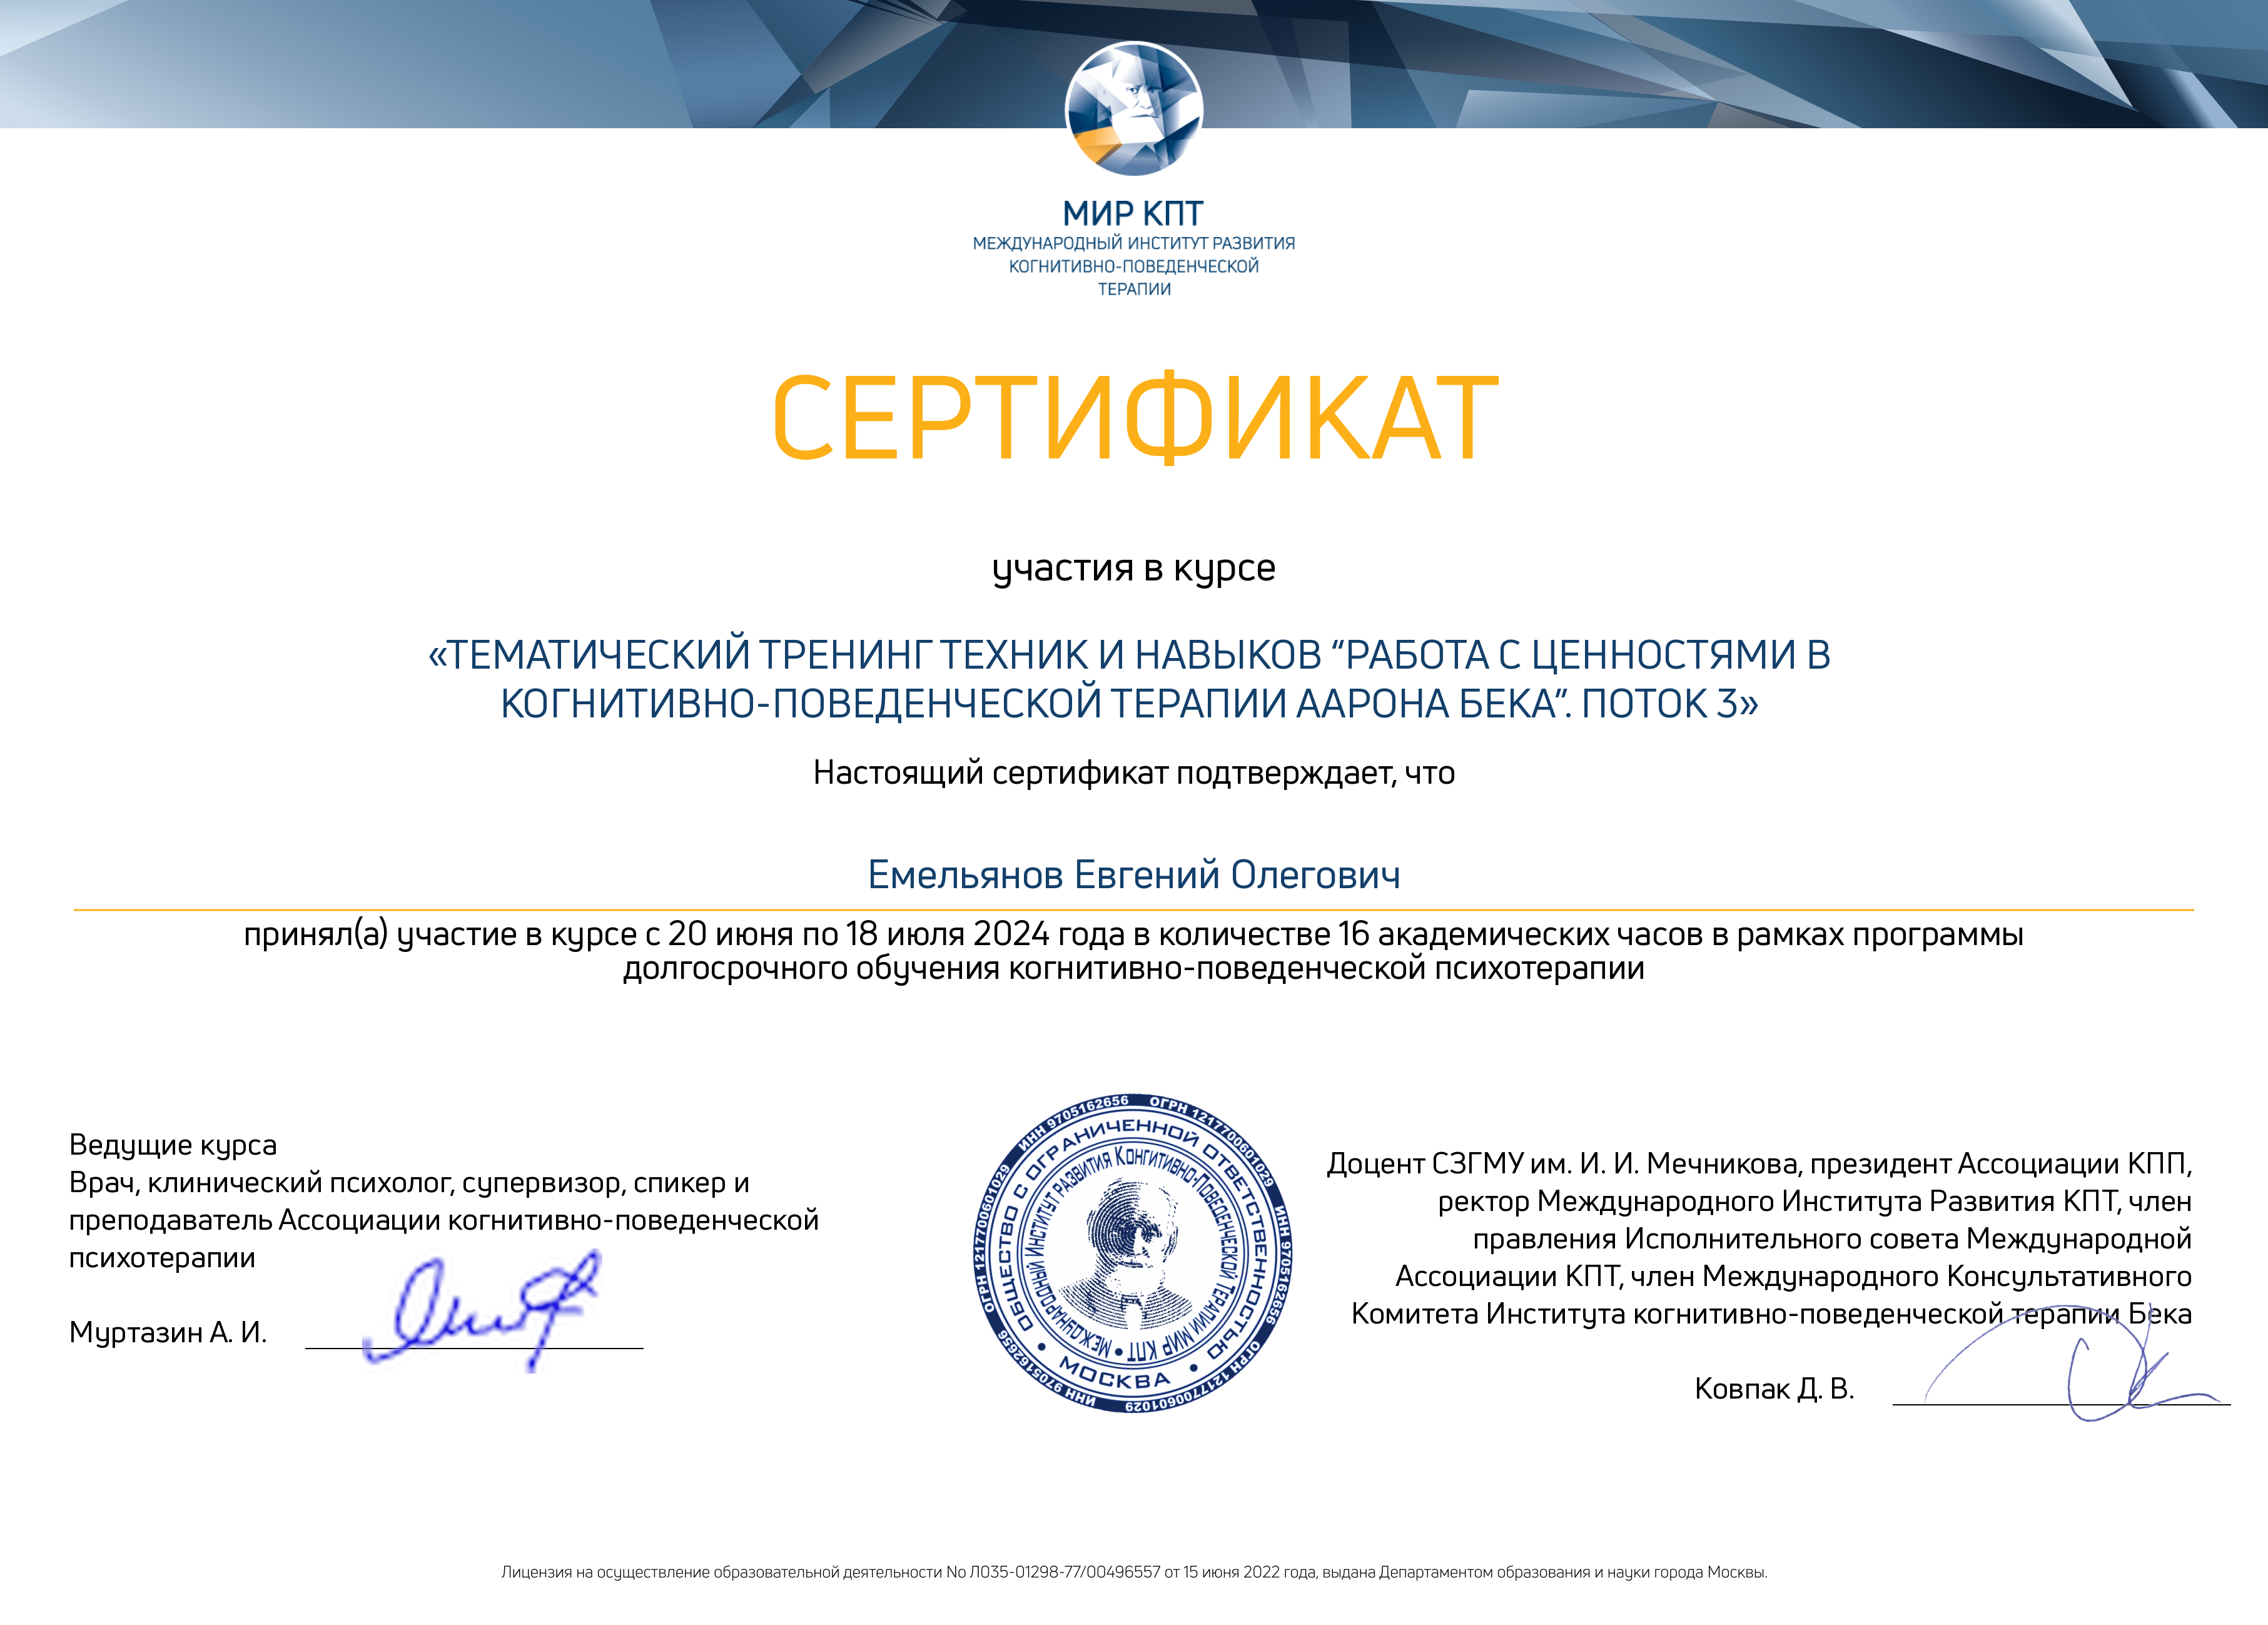 МИР КПТ
МЕЖДУНАРОДНЫЙ ИНСТИТУТ РАЗВИТИЯ
КОГНИТИВНО-ПОВЕДЕНЧЕСКОЙ
ТЕРАПИИ
СЕРТИФИКАТ
участия в курсе
«ТЕМАТИЧЕСКИЙ ТРЕНИНГ ТЕХНИК И НАВЫКОВ “РАБОТА С ЦЕННОСТЯМИ В
КОГНИТИВНО-ПОВЕДЕНЧЕСКОЙ ТЕРАПИИ ААРОНА БЕКА”. ПОТОК 3»
Настоящий сертификат подтверждает, что
Емельянов Евгений Олегович
принял(а) участие в курсе с 20 июня по 18 июля 2024 года в количестве 16 академических часов в рамках программы
долгосрочного обучения когнитивно-поведенческой психотерапии
Ведущие курса
Врач, клинический психолог, супервизор, спикер и
преподаватель Ассоциации когнитивно-поведенческой
психотерапии
Муртазин А. И.
ОГРН 1217700601029 ИНН 9705162656 ОГРН 1217700601029 ИНН 9705162656 ОГРН 1217700601029 ИНН 9705162656
ОБЩЕСТВО С ОГРАНИЧЕННОЙ ОТВЕТСТВЕННОСТЬЮ • МОСКВА •
МЕЖДУНАРОДНЫЙ ИНСТИТУТ РАЗВИТИЯ КОНГИТИВНО-ПОВЕДЕНЧЕСКОЙ ТЕРАПИИ МИР КПТ •
Доцент СЗГМУ им. И. И. Мечникова, президент Ассоциации КПП,
ректор Международного Института Развития КПТ, член
правления Исполнительного совета Международной
Ассоциации КПТ, член Международного Консультативного
Комитета Института когнитивно-поведенческой терапии Бека
Ковпак Д. В.
Лицензия на осуществление образовательной деятельности No Л035-01298-77/00496557 от 15 июня 2022 года, выдана Департаментом образования и науки города Москвы.